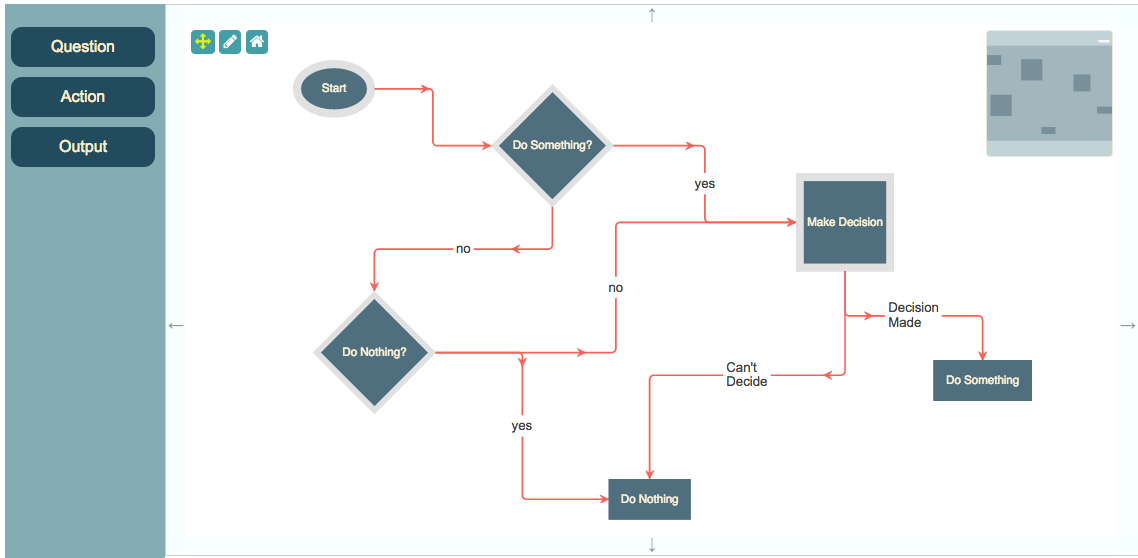 Question
Action
Output
Start
Do Something?
yes
Make Decision
no
no
Decision
Made
Do Nothing?
Can't
Decide
Do Something
yes
Do Nothing